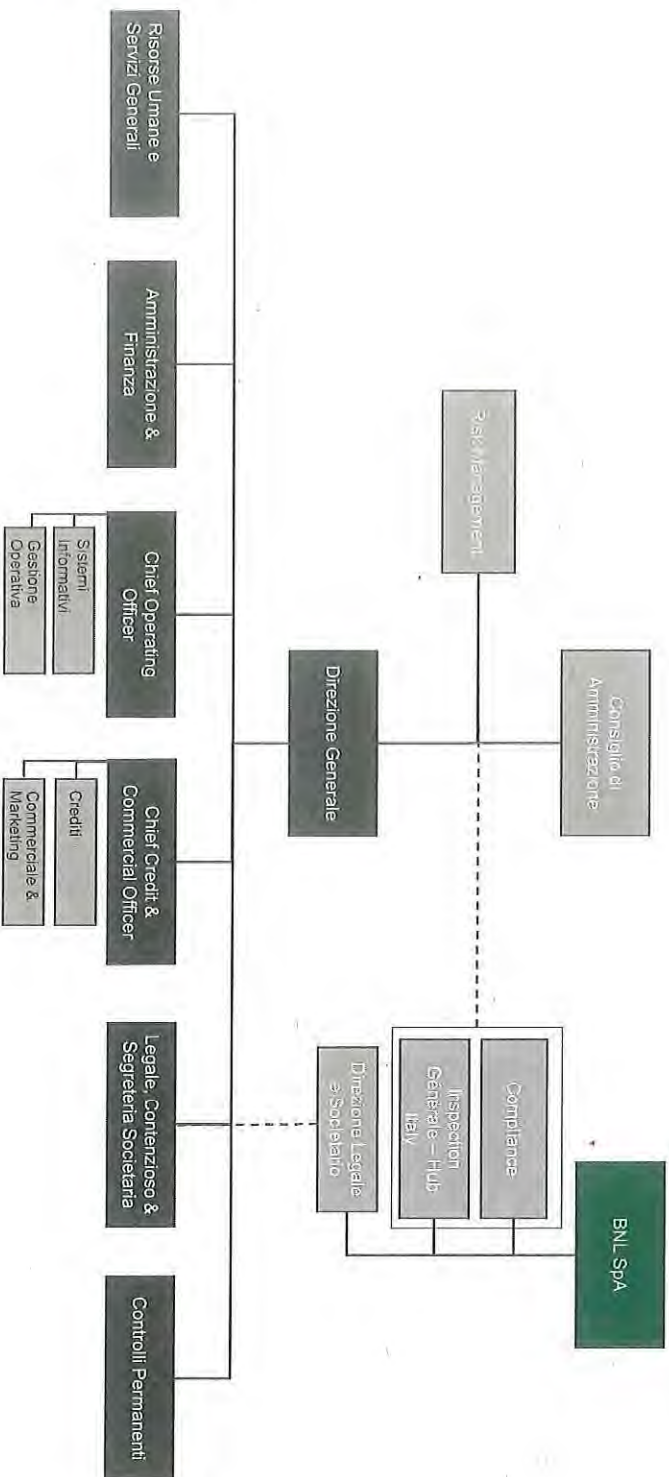 BNL SpA
Consiglio di
Amministrazione
Risk Management
Compliance
Inspection
Generale – Hub
Italy
Direzione Generale
Direzione Legale
e Societario
Risorse Umane e
Servizi Generali
Amministrazione &
Finanza
Chief Operating
Officer
Sistemi
Informativi
Gestione
Operativa
Chief Credit &
Commercial Officer
Crediti
Commerciale &
Marketing
Legale, Contenzioso &
Segreteria Societaria
Controlli Permanenti